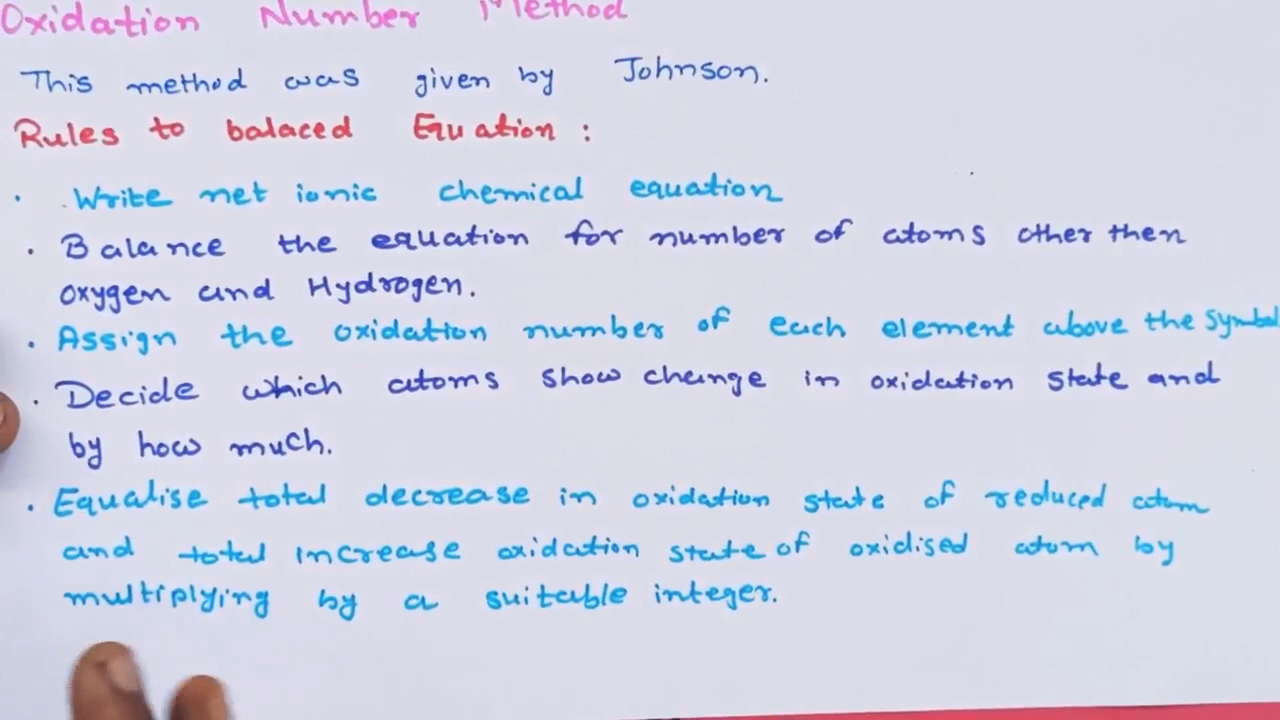 Oxidation Number Method
This method was given by Johnson.
Rules to balaced Equation :
· Write net ionic chemical equation
· Balance the equation for number of atoms other then
oxygen and Hydrogen.
· Assign the oxidation number of each element above the symbol
· Decide which atoms show change in oxidation state and
by how much.
· Equalise total decrease in oxidation state of reduced atom
and total increase oxidation state of oxidised atom by
multiplying by a suitable integer.